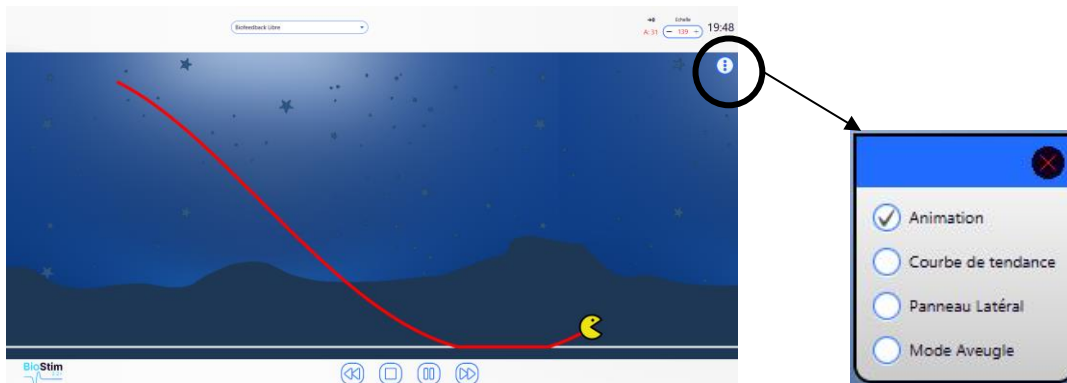 Biofeedback Libre
Echelle
A: 31 − 139 + 19:48
BioStim
Animation
Courbe de tendance
Panneau Latéral
Mode Aveugle